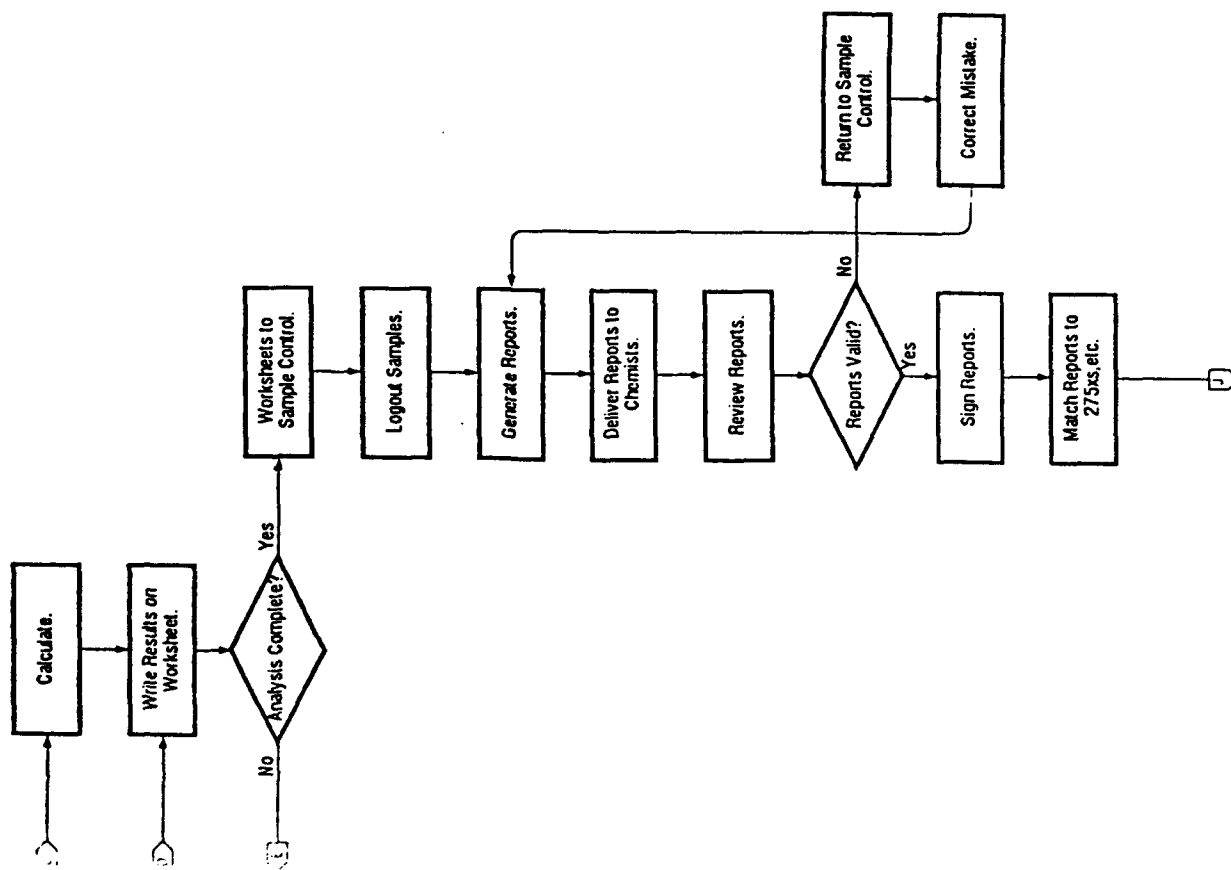 Calculate.
Write Results on
Worksheet.
Analysis Complete?
No
Yes
Worksheets to
Sample Control.
Logout Samples.
Generate Reports.
Deliver Reports to
Chemists.
Review Reports.
Reports Valid?
No
Return to Sample
Control.
Correct Mistake.
Yes
Sign Reports.
Match Reports to
275xs, etc.
J